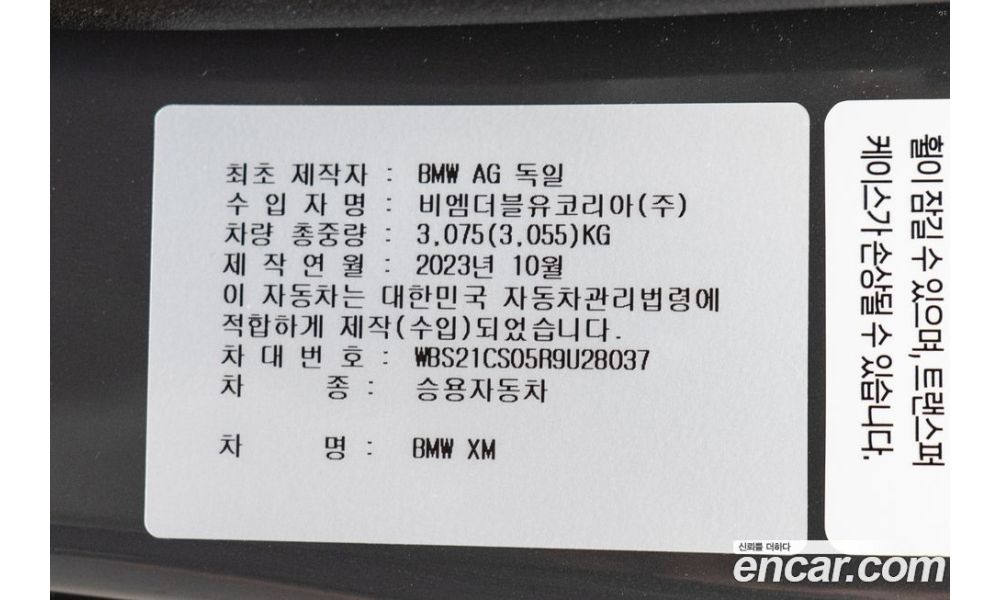 최초 제작자 : BMW AG 독일
수 입 자 명 : 비엠더블유코리아(주)
차량 총중량 : 3,075(3,055)KG
제 작 연 월 : 2023년 10월
이 자동차는 대한민국 자동차관리법령에
적합하게 제작(수입)되었습니다.
차 대 번 호 : WBS21CS05R9U28037
차 종 : 승용자동차
차 명 : BMW XM
휠이 잠길 수 있으며, 트랜스퍼
케이스가 손상될 수 있습니다.
신뢰를 더하다
encar.com